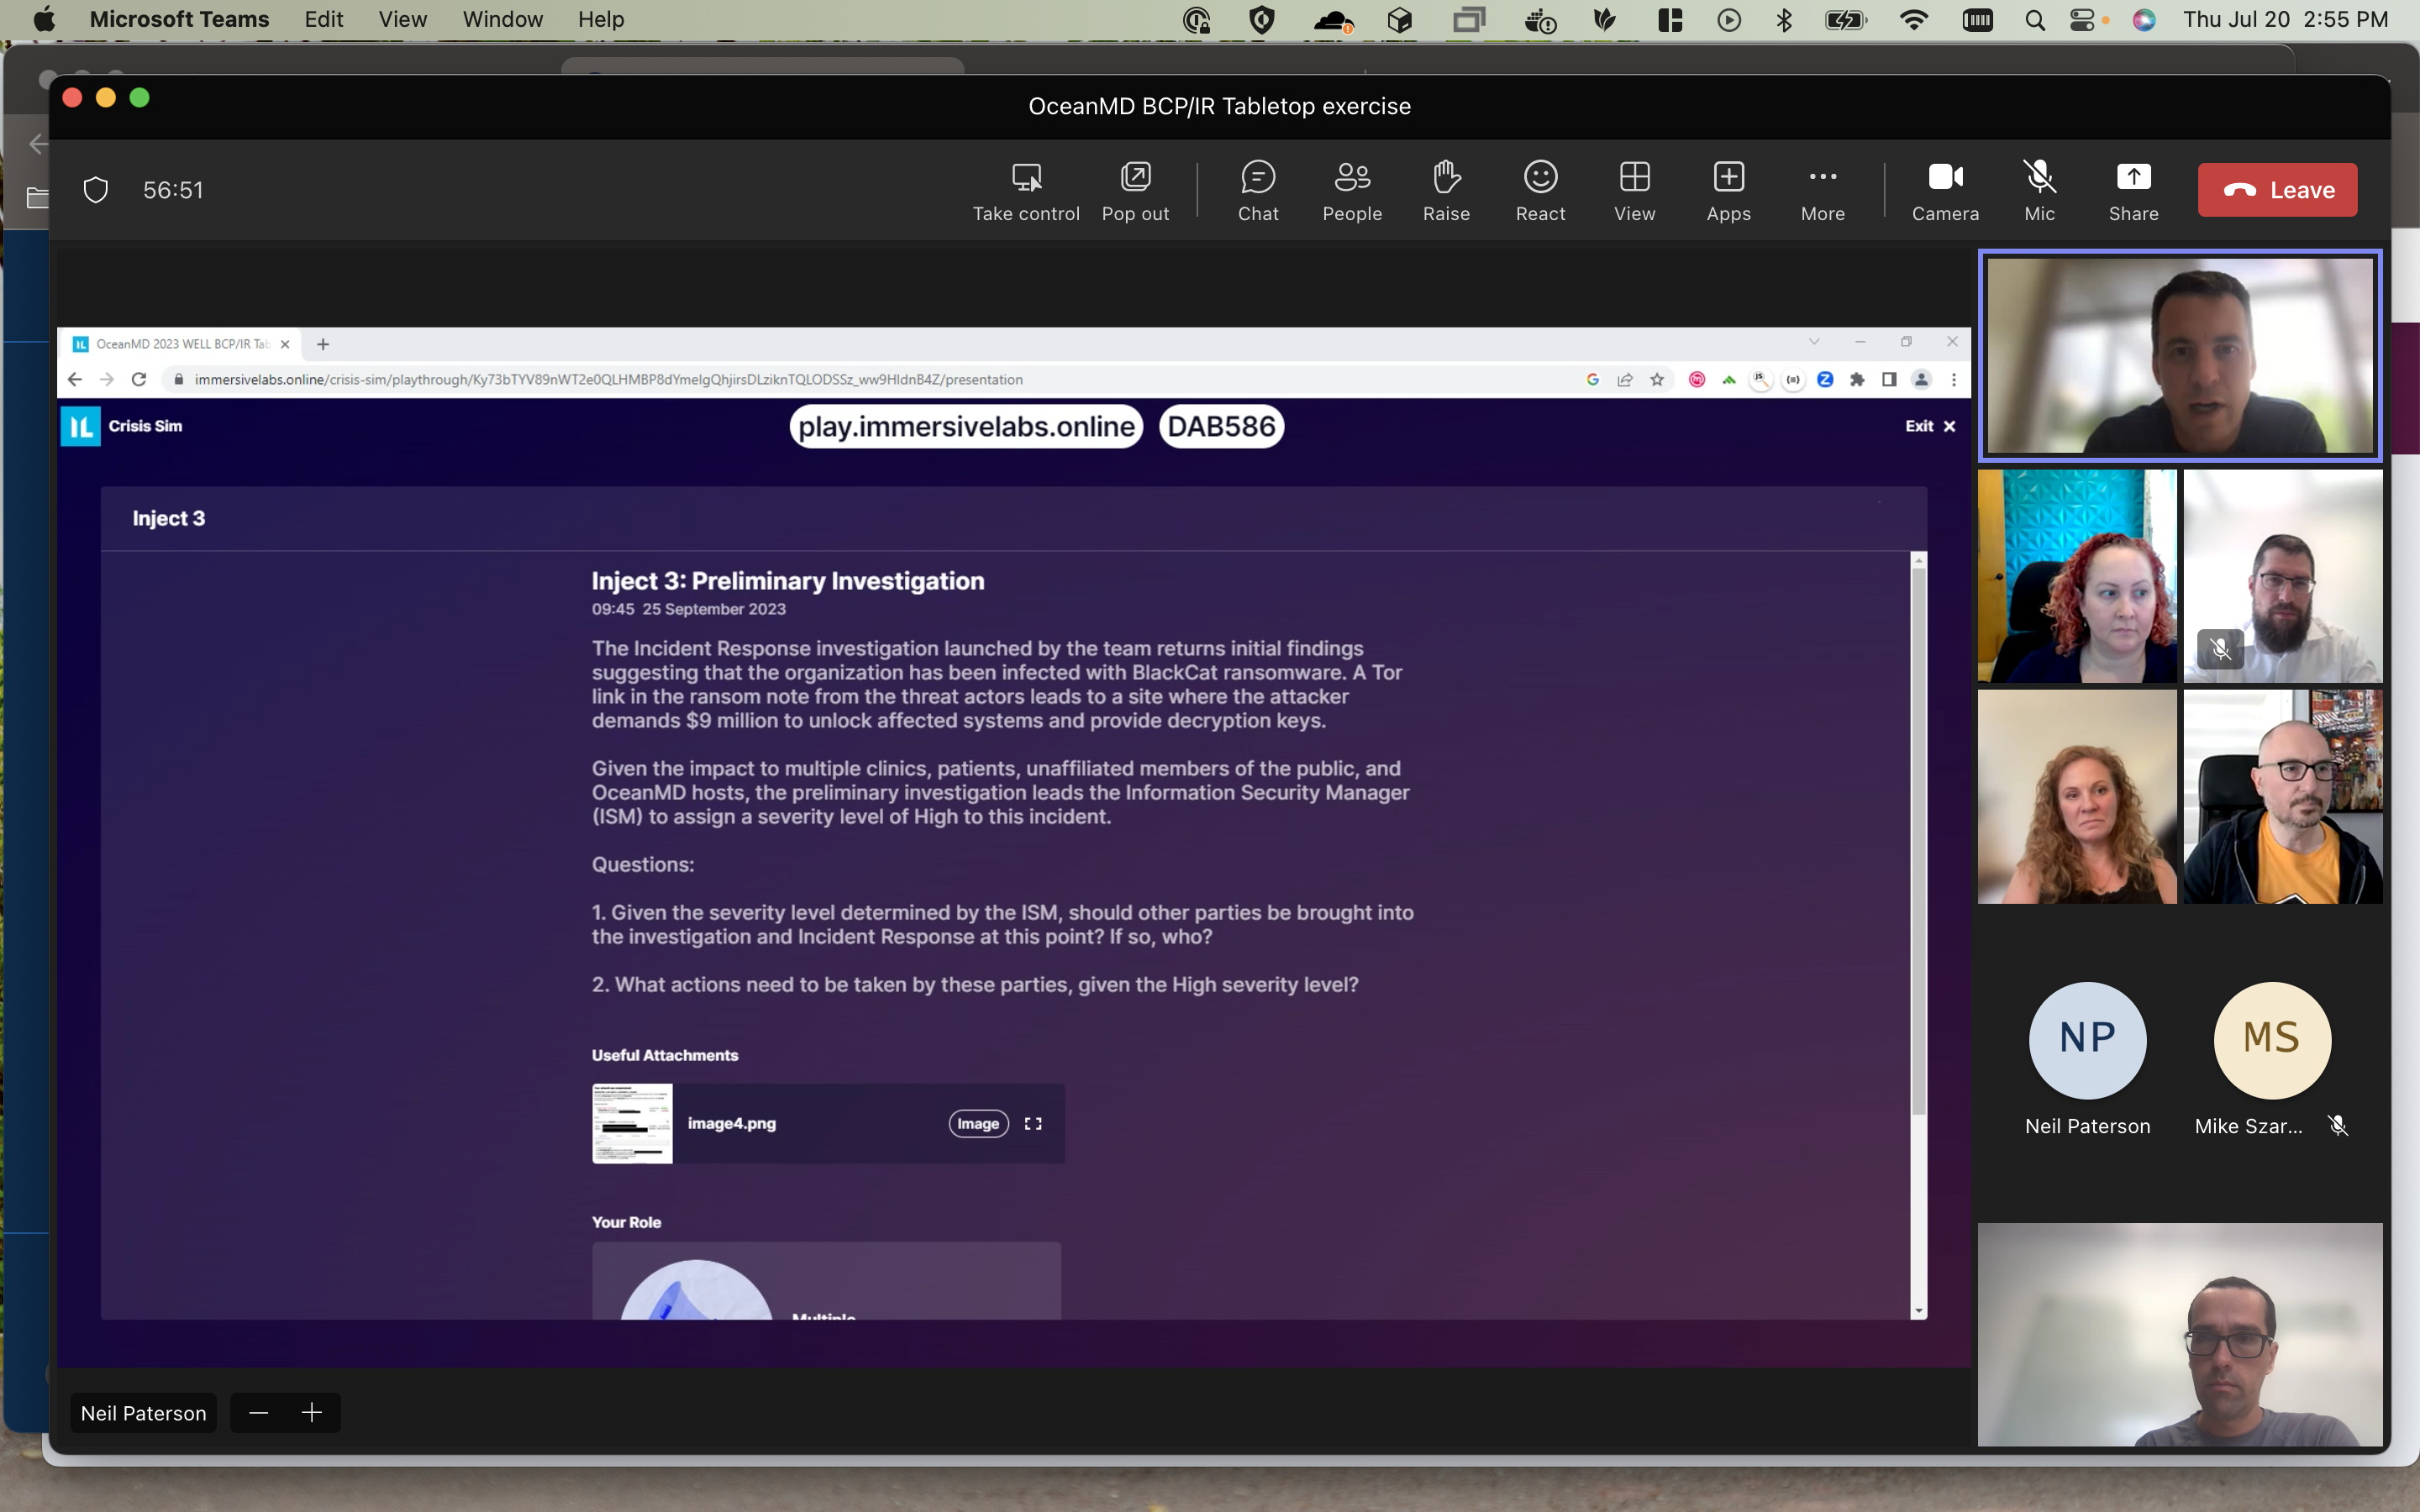 Microsoft Teams Edit View Window Help
Thu Jul 20 2:55 PM
OceanMD BCP/IR Tabletop exercise
56:51
Take control
Pop out
Chat
People
Raise
React
View
Apps
More
Camera
Mic
Share
Leave
OceanMD 2023 WELL BCP/IR Tab
immersivelabs.online/crisis-sim/playthrough/Ky73bTYV89nWT2e0QLHMBP8dYmeIgQhjirsDLziknTQLODSSz_ww9HIdnB4Z/presentation
IL Crisis Sim
play.immersivelabs.online DAB586
Exit
Inject 3
Inject 3: Preliminary Investigation
09:45 25 September 2023
The Incident Response investigation launched by the team returns initial findings
suggesting that the organization has been infected with BlackCat ransomware. A Tor
link in the ransom note from the threat actors leads to a site where the attacker
demands $9 million to unlock affected systems and provide decryption keys.
Given the impact to multiple clinics, patients, unaffiliated members of the public, and
OceanMD hosts, the preliminary investigation leads the Information Security Manager
(ISM) to assign a severity level of High to this incident.
Questions:
1. Given the severity level determined by the ISM, should other parties be brought into
the investigation and Incident Response at this point? If so, who?
2. What actions need to be taken by these parties, given the High severity level?
Useful Attachments
image4.png
Image
Your Role
Multiple
NP
MS
Neil Paterson
Mike Szar...
Neil Paterson